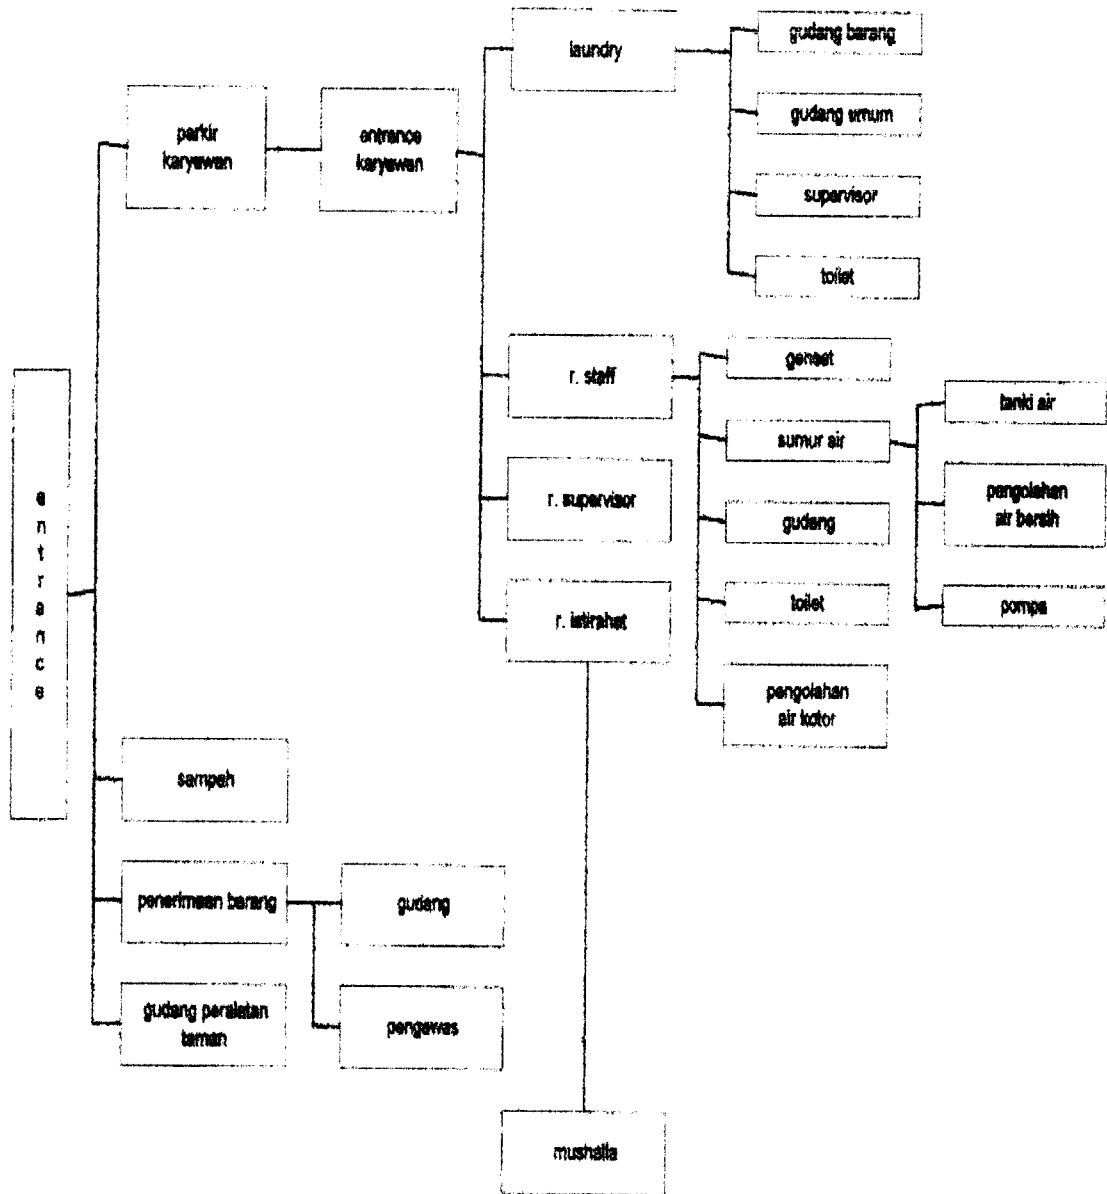 laundry
gudang barang
gudang umum
supervisor
toilet
parkir
karyawan
entrance
karyawan
r. staff
genset
sumur air
tanki air
pengolahan
air bersih
pompa
gudang
toilet
pengolahan
air kotor
r. supervisor
r. istirahat
entrance
sampah
penerimaan barang
gudang
pengawas
gudang peralatan
taman
mushalla